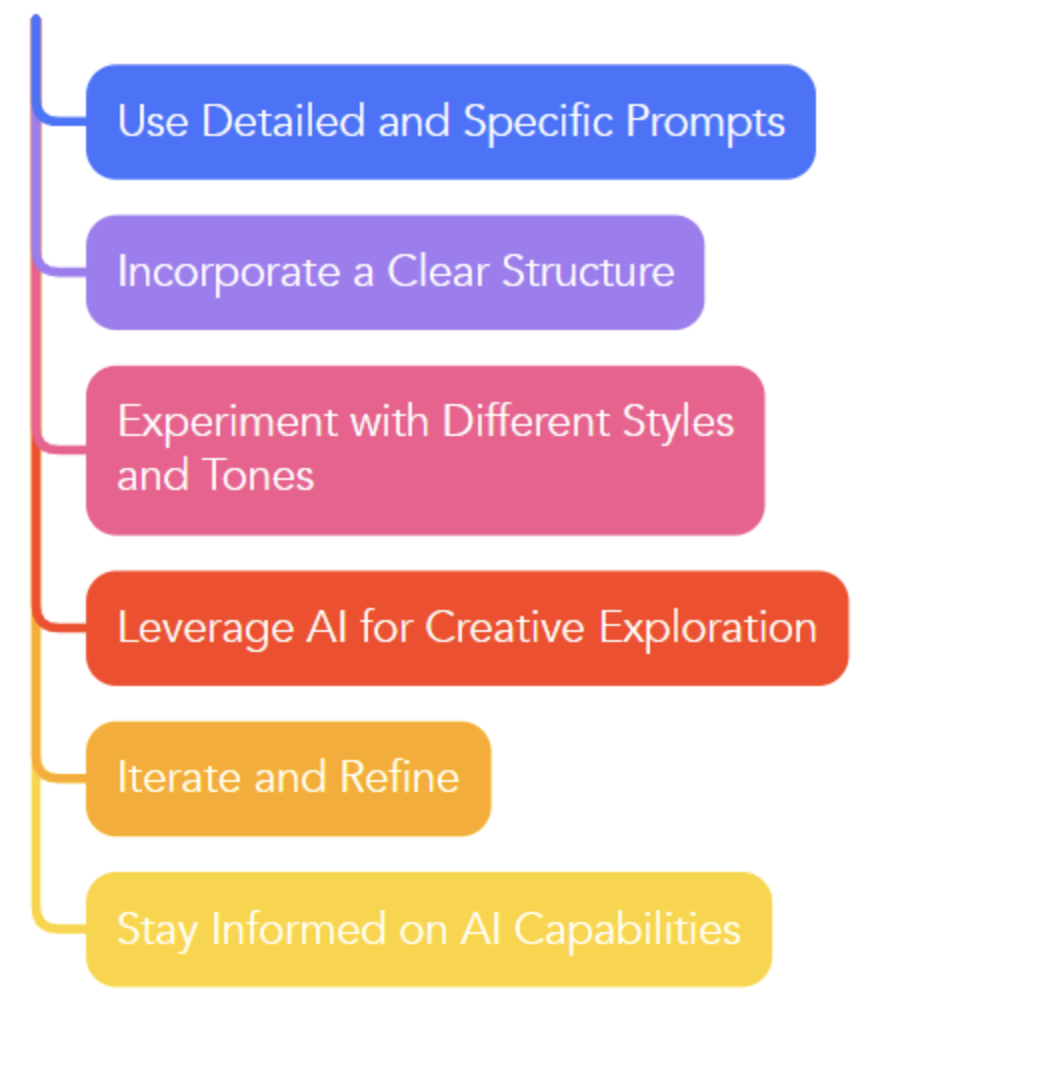 Use Detailed and Specific Prompts
Incorporate a Clear Structure
Experiment with Different Styles
and Tones
Leverage AI for Creative Exploration
Iterate and Refine
Stay Informed on AI Capabilities